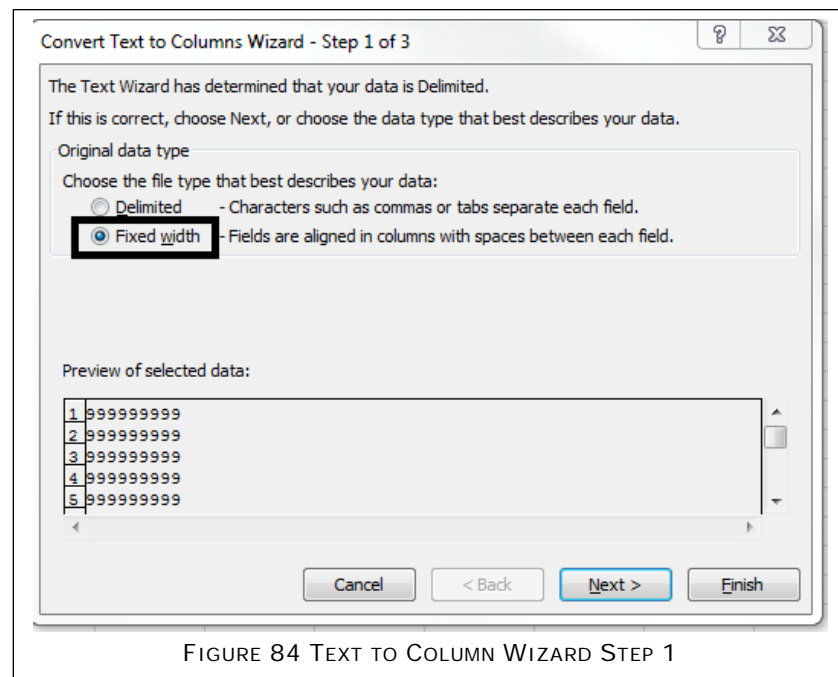 Convert Text to Columns Wizard - Step 1 of 3
The Text Wizard has determined that your data is Delimited.
If this is correct, choose Next, or choose the data type that best describes your data.
Original data type
Choose the file type that best describes your data:
Delimited - Characters such as commas or tabs separate each field.
Fixed width - Fields are aligned in columns with spaces between each field.
Preview of selected data:
1 999999999
2 999999999
3 999999999
4 999999999
5 999999999
Cancel < Back Next > Finish
FIGURE 84 TEXT TO COLUMN WIZARD STEP 1